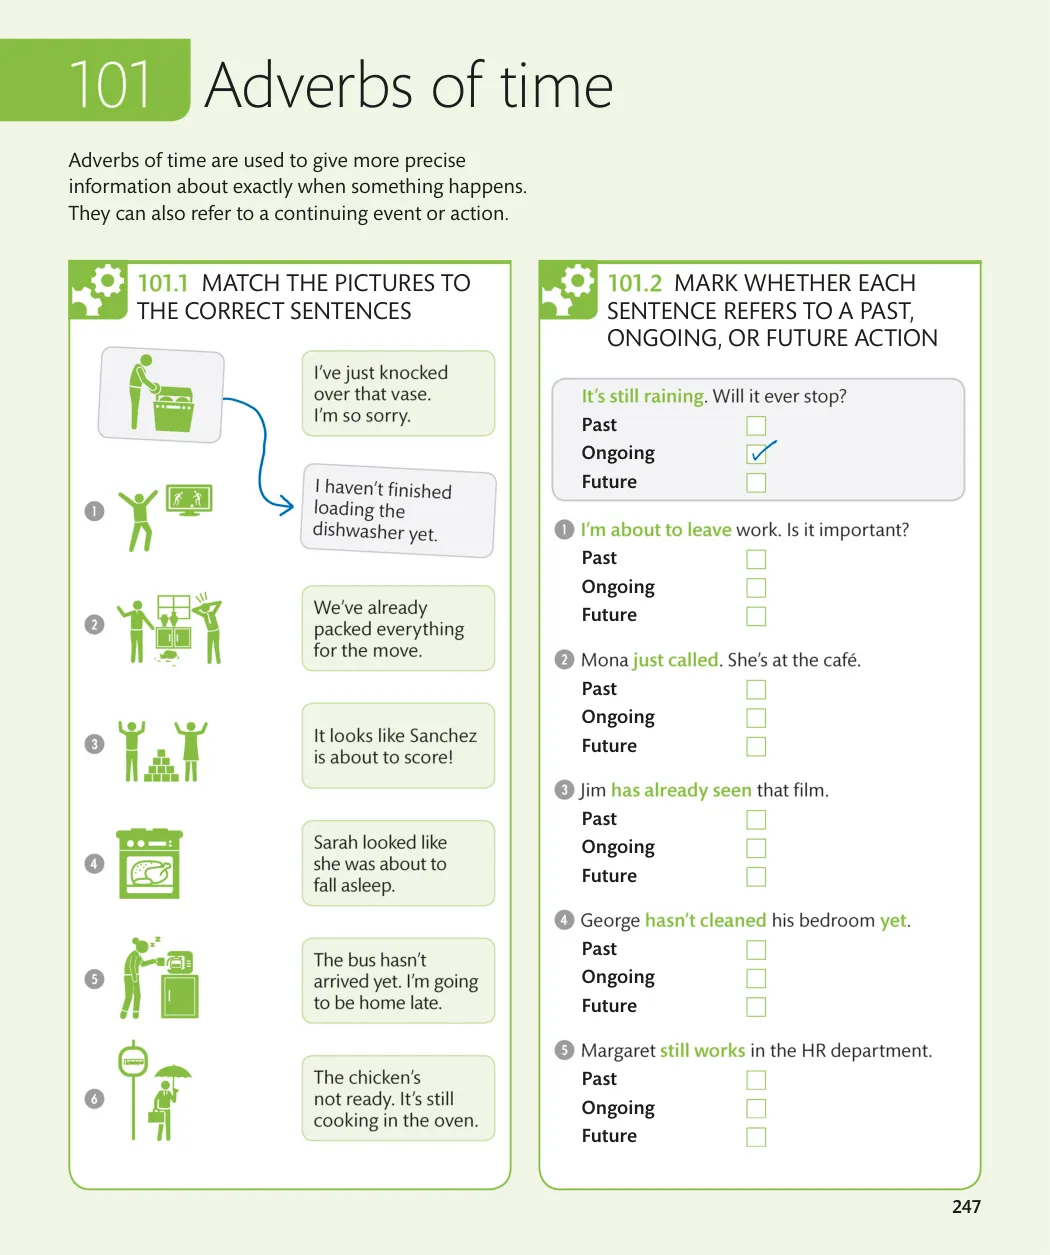 101 Adverbs of time
Adverbs of time are used to give more precise
information about exactly when something happens.
They can also refer to a continuing event or action.
101.1 MATCH THE PICTURES TO
THE CORRECT SENTENCES
I've just knocked
over that vase.
I'm so sorry.
I haven't finished
loading the
dishwasher yet.
1
We've already
packed everything
for the move.
2
It looks like Sanchez
is about to score!
3
Sarah looked like
she was about to
fall asleep.
4
The bus hasn't
arrived yet. I'm going
to be home late.
5
z z z
The chicken's
not ready. It's still
cooking in the oven.
6
101.2 MARK WHETHER EACH
SENTENCE REFERS TO A PAST,
ONGOING, OR FUTURE ACTION
It's still raining. Will it ever stop?
Past
Ongoing
Future
1 I'm about to leave work. Is it important?
Past
Ongoing
Future
2 Mona just called. She's at the café.
Past
Ongoing
Future
3 Jim has already seen that film.
Past
Ongoing
Future
4 George hasn't cleaned his bedroom yet.
Past
Ongoing
Future
5 Margaret still works in the HR department.
Past
Ongoing
Future
247